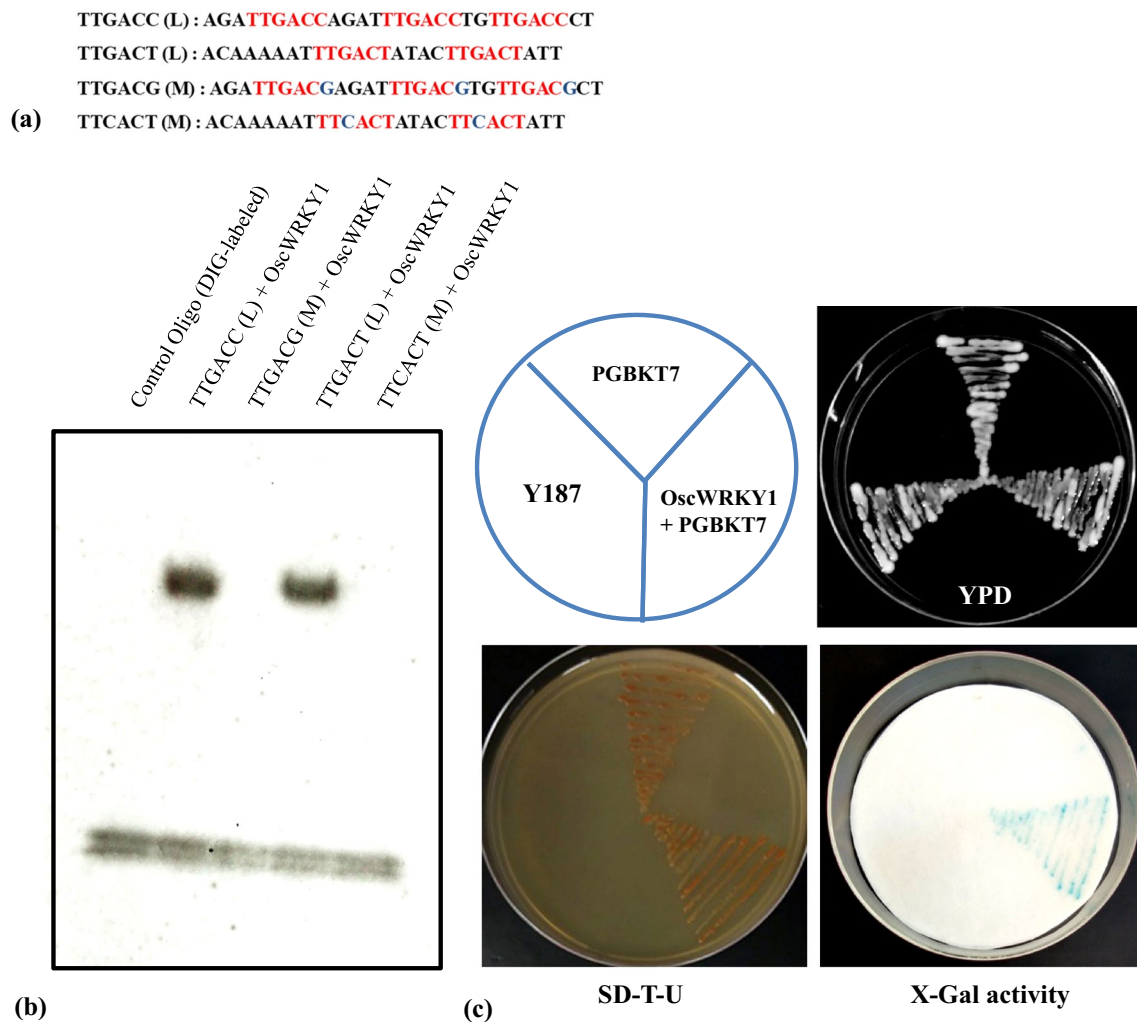 TTGACC (L) : AGATTGACCAGATTTGACCTGTTGACCCT
TTGACT (L) : ACAAAAATTTGACTATACTTGACTATT
TTGACG (M) : AGATTGACGAGATTTGACGTGTTGACGCT
TTCACT (M) : ACAAAAATTTCACTATACTTCACTATT
(a)
Control Oligo (DIG-labeled)
TTGACC (L) + OscWRKY1
TTGACG (M) + OscWRKY1
TTGACT (L) + OscWRKY1
TTCACT (M) + OscWRKY1
(b)
PGBKT7
Y187
OscWRKY1
+ PGBKT7
YPD
SD-T-U
X-Gal activity
(c)